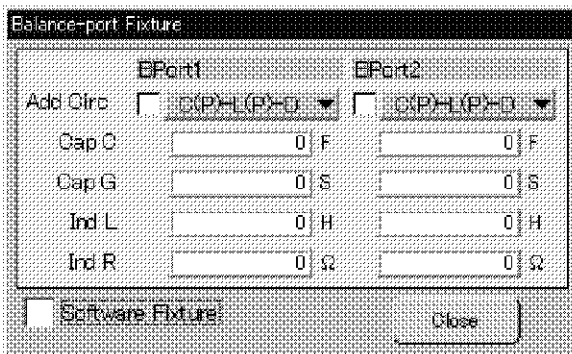 Balance-port Fixture
BPort1 BPort2
Add Circ C(P)-L(P)-D C(P)-L(P)-D
Cap C 0 F 0 F
Cap G 0 S 0 S
Ind L 0 H 0 H
Ind R 0 Ω 0 Ω
Software Fixture
Close